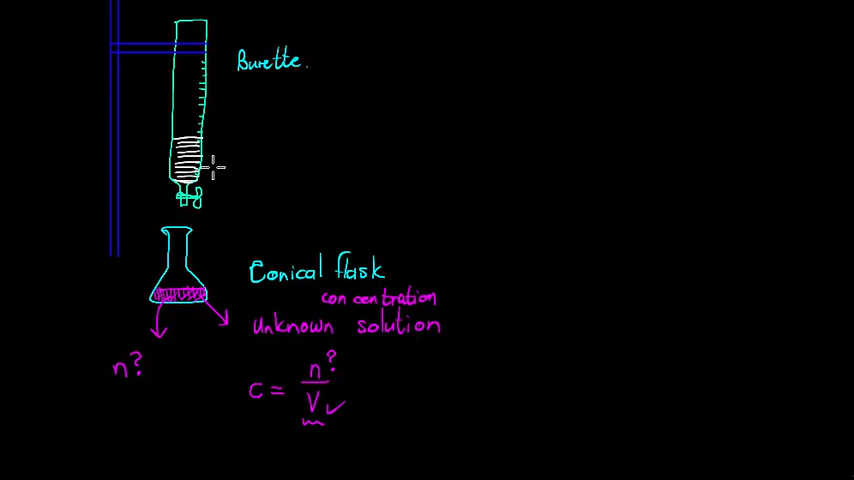 Burette.
Conical flask
concentration
unknown solution
n?
c = n? / V ✓